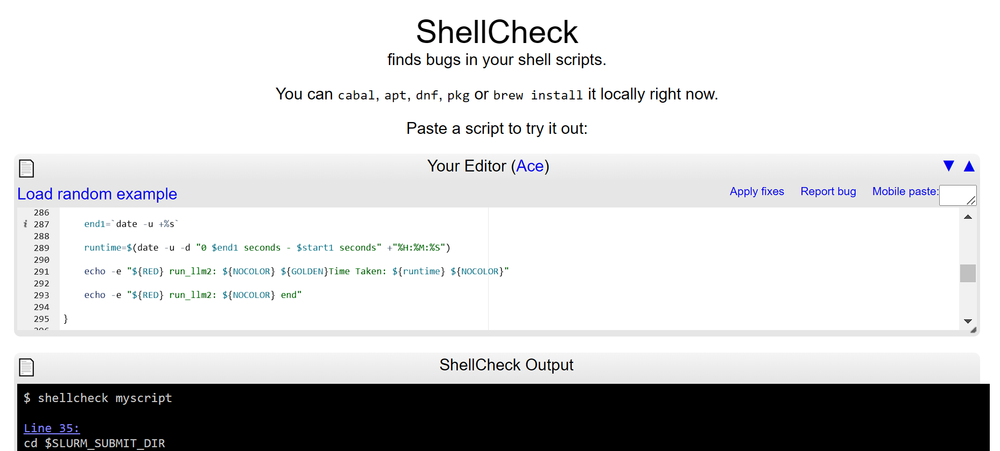 ShellCheck
finds bugs in your shell scripts.
You can cabal, apt, dnf, pkg or brew install it locally right now.
Paste a script to try it out:
Your Editor (Ace)
▼ ▲
Load random example
Apply fixes Report bug Mobile paste:
286
i 287 end1=`date -u +%s`
288
289 runtime=$(date -u -d "0 $end1 seconds - $start1 seconds" +"%H:%M:%S")
290
291 echo -e "${RED} run_llm2: ${NOCOLOR} ${GOLDEN}Time Taken: ${runtime} ${NOCOLOR}"
292
293 echo -e "${RED} run_llm2: ${NOCOLOR} end"
294
295 }
ShellCheck Output
$ shellcheck myscript
Line 35:
cd $SLURM_SUBMIT_DIR